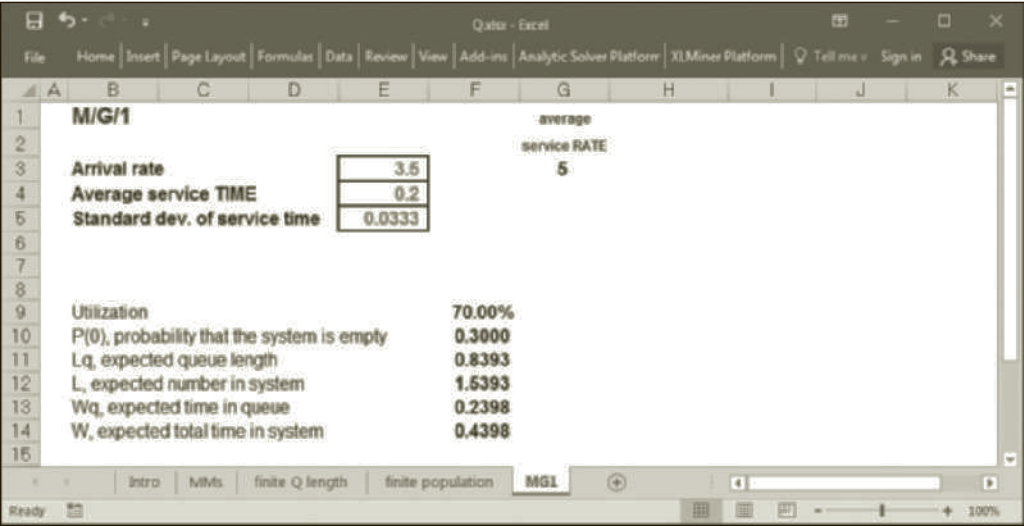 Q.xlsx - Excel
File Home Insert Page Layout Formulas Data Review View Add-ins Analytic Solver Platform XLMiner Platform Tell me Sign in Share
A B C D E F G H I J K
1 M/G/1 average
2 service RATE
3 Arrival rate 3.5 5
4 Average service TIME 0.2
5 Standard dev. of service time 0.0333
6
7
8
9 Utilization 70.00%
10 P(0), probability that the system is empty 0.3000
11 Lq, expected queue length 0.8393
12 L, expected number in system 1.5393
13 Wq, expected time in queue 0.2398
14 W, expected total time in system 0.4398
15
Intro MMs finite Q length finite population MG1
Ready 100%